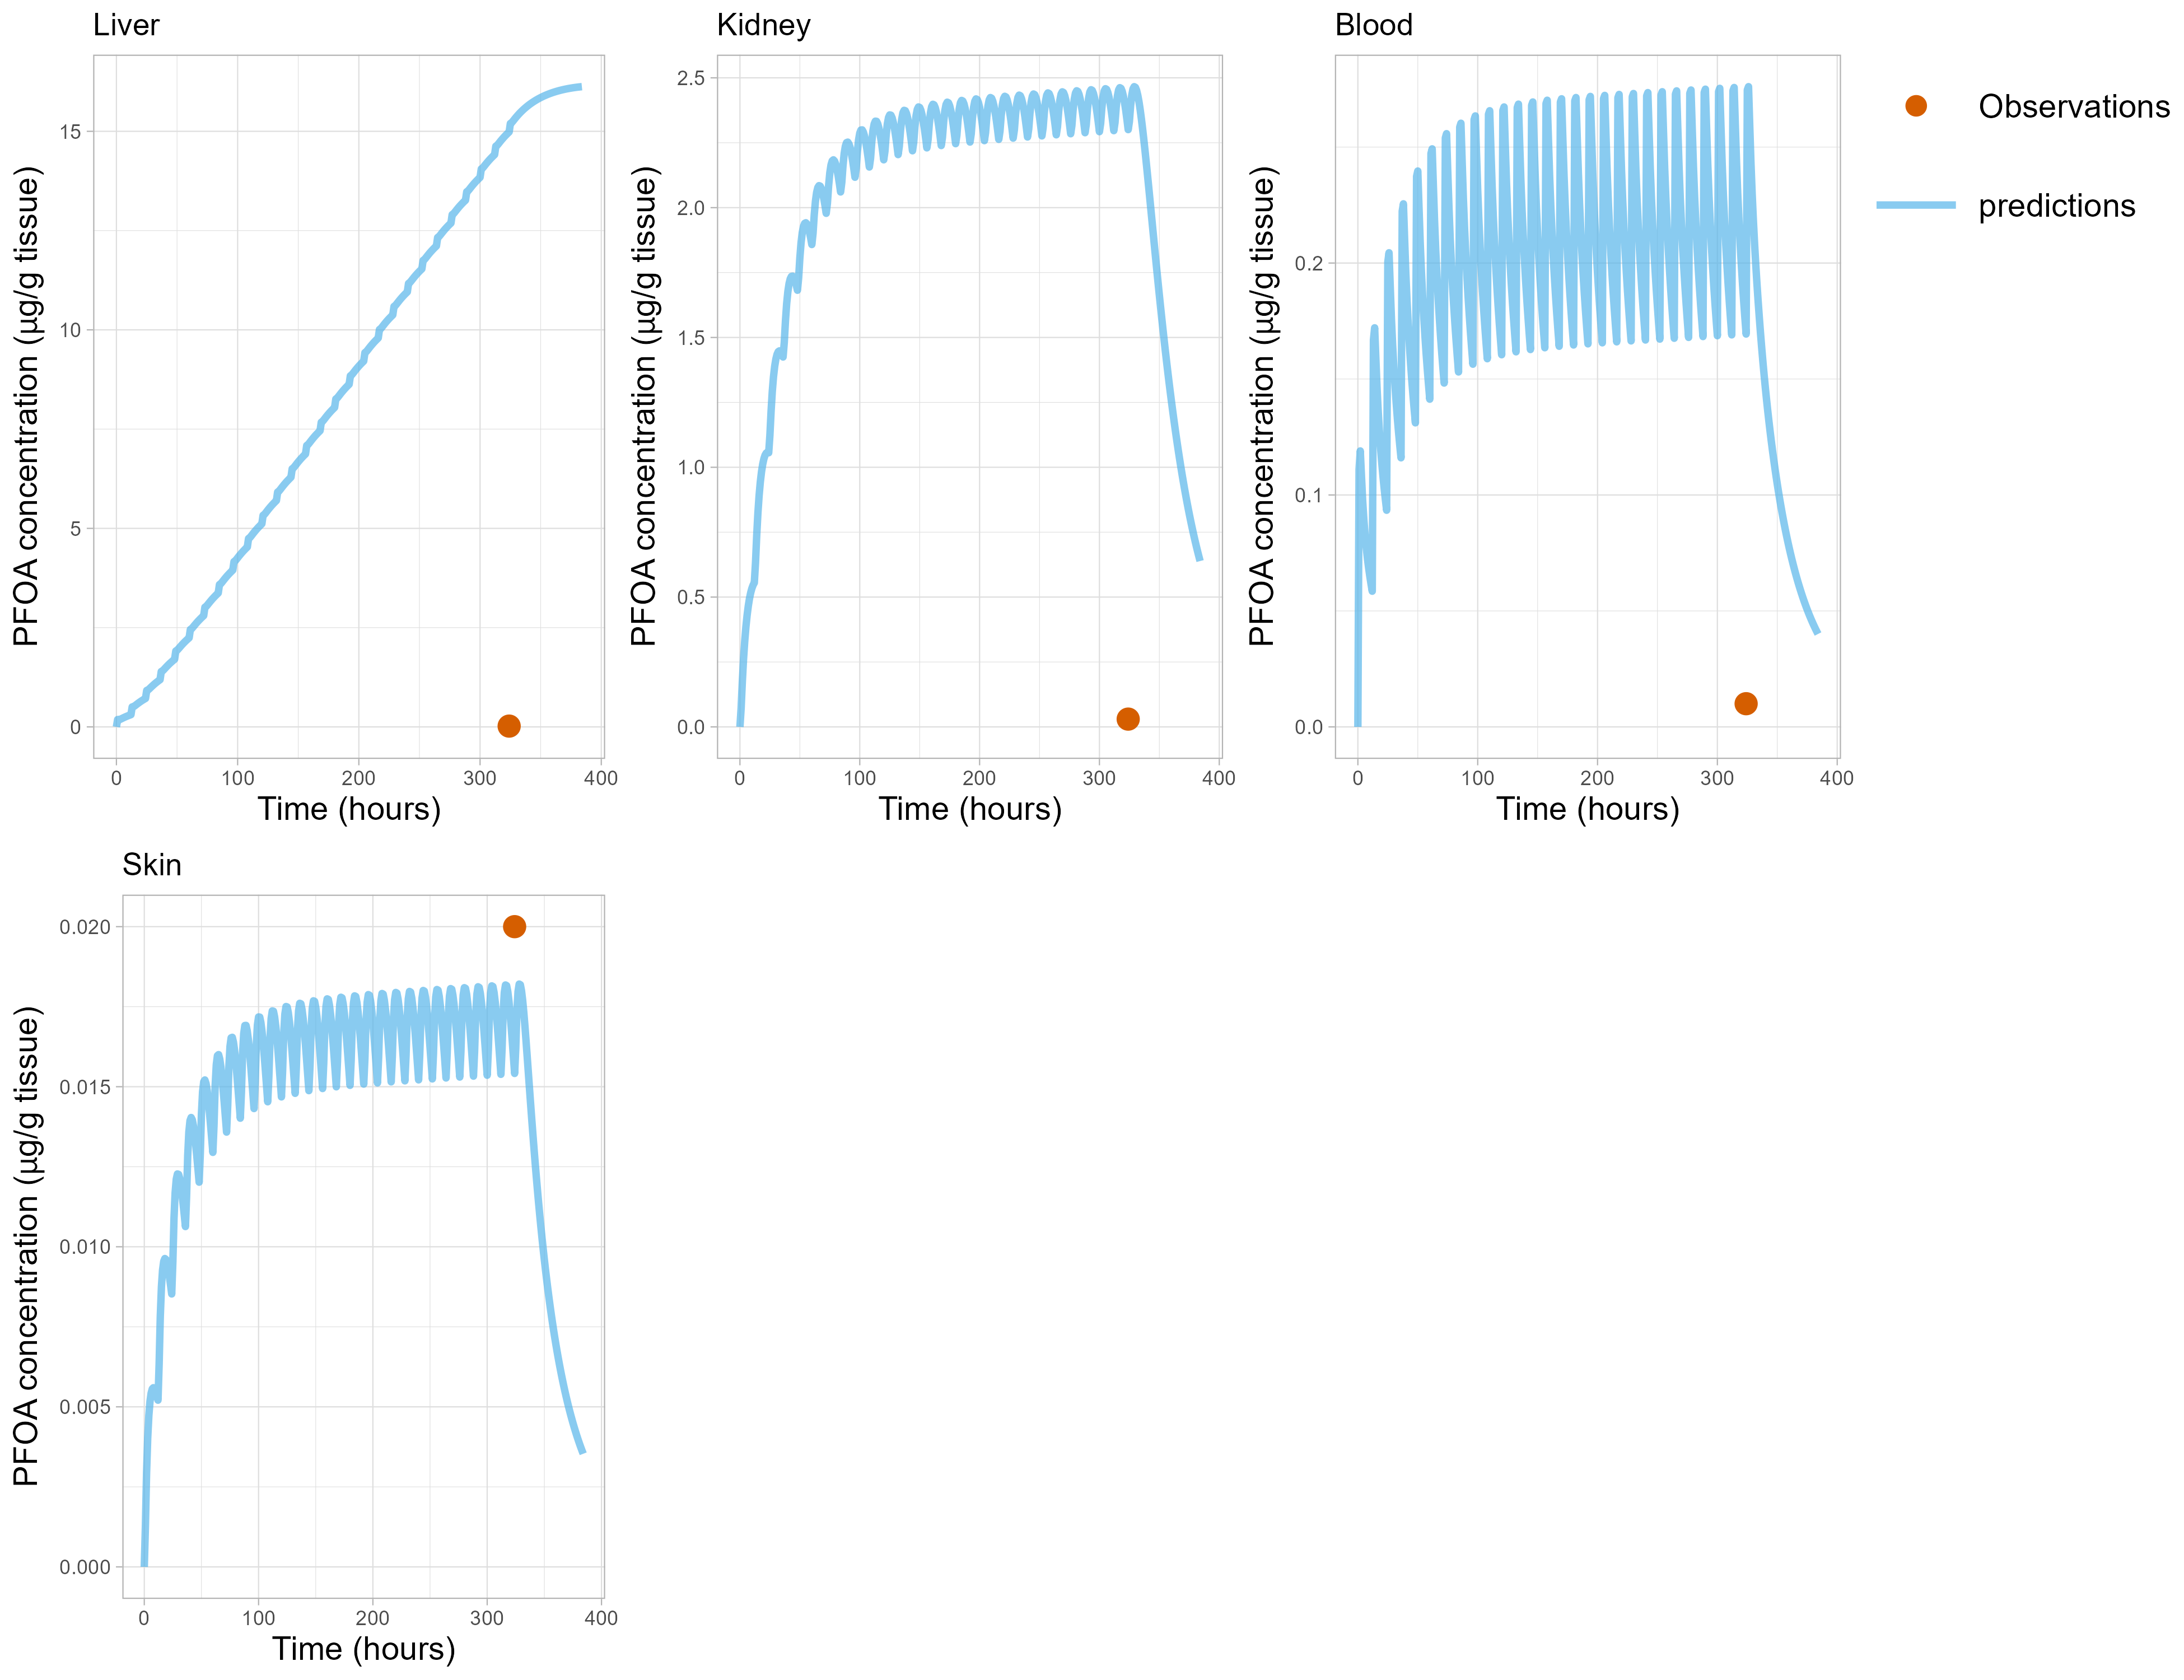 Liver
PFOA concentration (µg/g tissue)
15
10
5
0
0 100 200 300 400
Time (hours)
Kidney
PFOA concentration (µg/g tissue)
2.5
2.0
1.5
1.0
0.5
0.0
0 100 200 300 400
Time (hours)
Blood
PFOA concentration (µg/g tissue)
0.2
0.1
0.0
0 100 200 300 400
Time (hours)
Observations
predictions
Skin
PFOA concentration (µg/g tissue)
0.020
0.015
0.010
0.005
0.000
0 100 200 300 400
Time (hours)